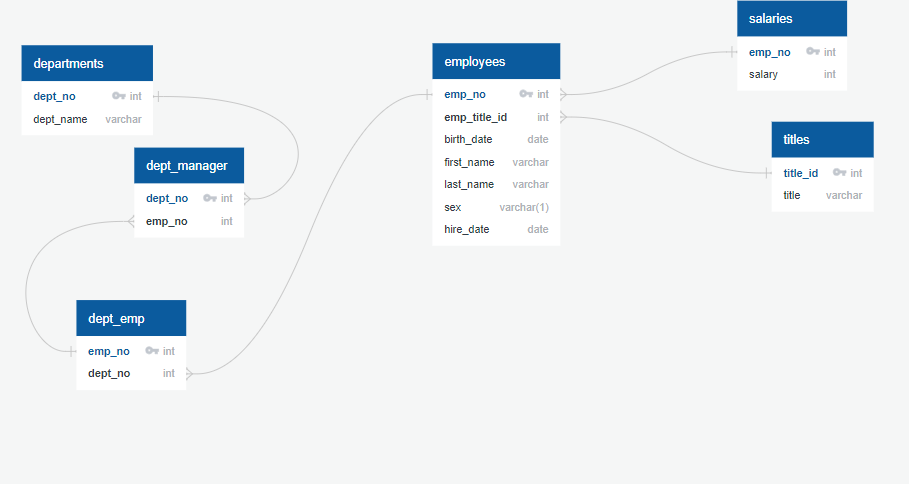 departments
dept_no int
dept_name varchar
dept_manager
dept_no int
emp_no int
dept_emp
emp_no int
dept_no int
employees
emp_no int
emp_title_id int
birth_date date
first_name varchar
last_name varchar
sex varchar(1)
hire_date date
salaries
emp_no int
salary int
titles
title_id int
title varchar